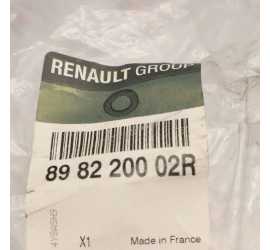 RENAULT GROUP
89 82 200 02R
X1 Made in France